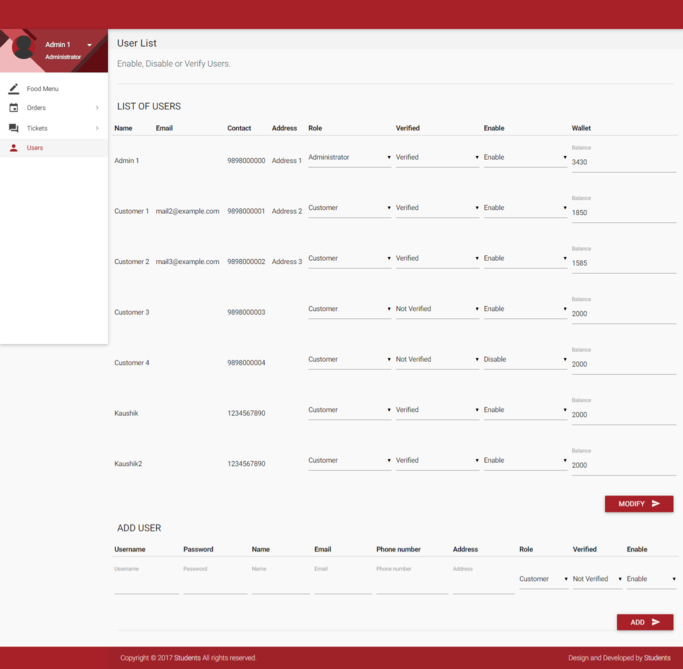 Admin 1
Administrator
Food Menu
Orders
Tickets
Users
User List
Enable, Disable or Verify Users.
LIST OF USERS
Name Email Contact Address Role Verified Enable Wallet
Admin 1 9898000000 Address 1 Administrator Verified Enable Balance 3430
Customer 1 mail2@example.com 9898000001 Address 2 Customer Verified Enable Balance 1850
Customer 2 mail3@example.com 9898000002 Address 3 Customer Verified Enable Balance 1585
Customer 3 9898000003 Customer Not Verified Enable Balance 2000
Customer 4 9898000004 Customer Not Verified Disable Balance 2000
Kaushik 1234567890 Customer Verified Enable Balance 2000
Kaushik2 1234567890 Customer Verified Enable Balance 2000
MODIFY
ADD USER
Username Password Name Email Phone number Address Role Verified Enable
Username Password Name Email Phone number Address
Customer Not Verified Enable
ADD
Copyright © 2017 Students All rights reserved. Design and Developed by Students